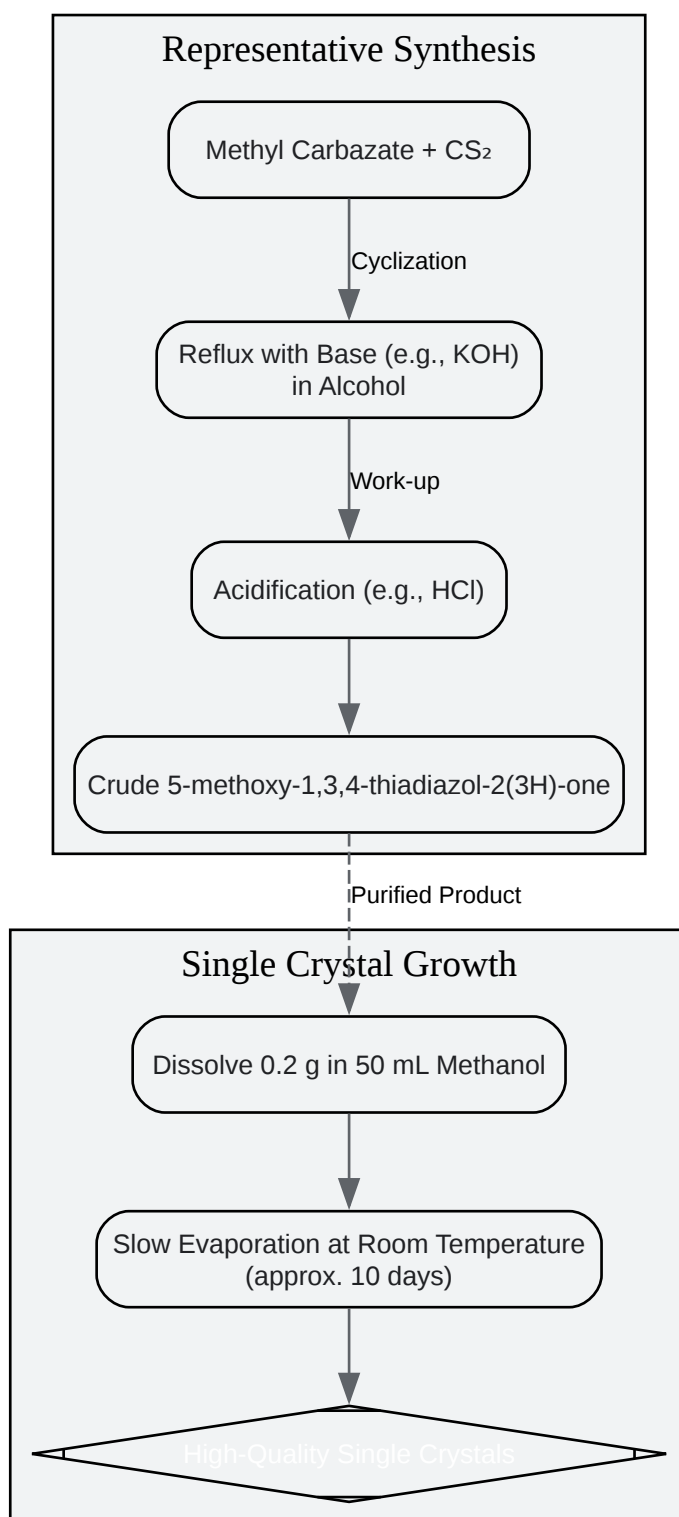 Representative Synthesis
Methyl Carbazate + CS₂
Cyclization
Reflux with Base (e.g., KOH)
in Alcohol
Work-up
Acidification (e.g., HCl)
Crude 5-methoxy-1,3,4-thiadiazol-2(3H)-one
Purified Product
Single Crystal Growth
Dissolve 0.2 g in 50 mL Methanol
Slow Evaporation at Room Temperature
(approx. 10 days)
High-Quality Single Crystals